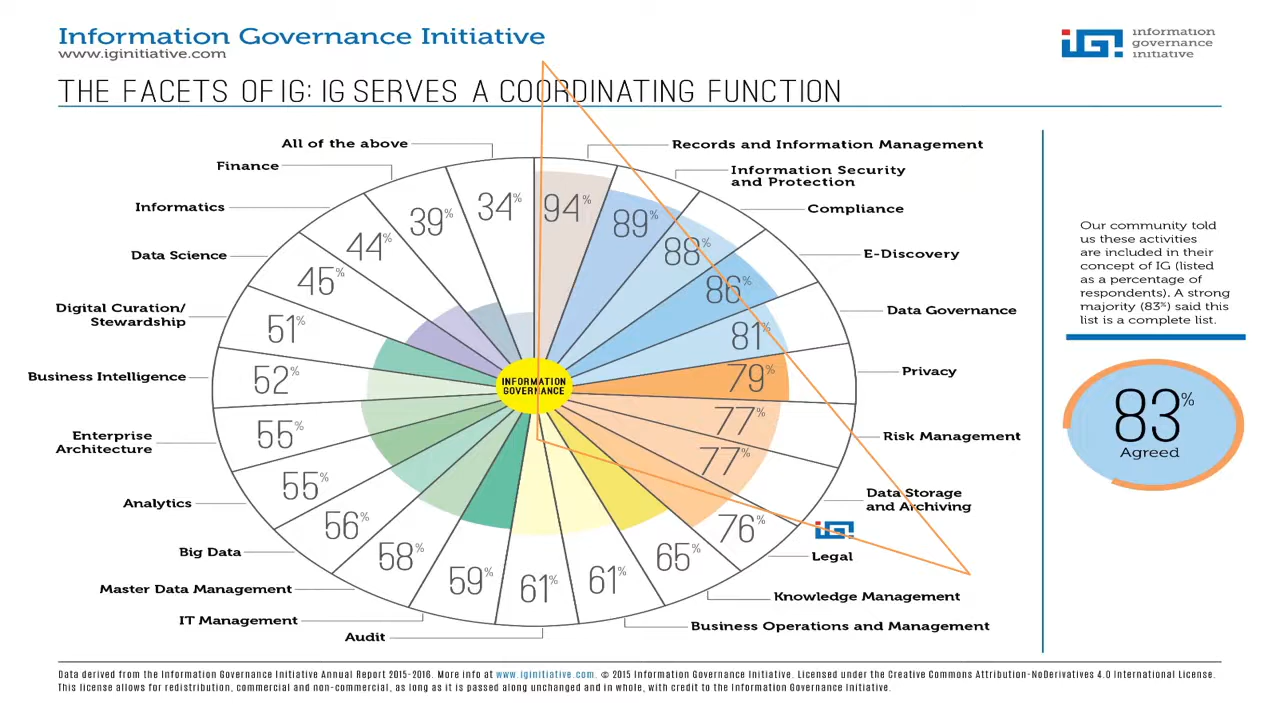 Information Governance Initiative
www.iginitiative.com
information
governance
initiative
THE FACETS OF IG: IG SERVES A COORDINATING FUNCTION
All of the above
Records and Information Management
Finance
Information Security
and Protection
Informatics
Compliance
Data Science
E-Discovery
Digital Curation/
Stewardship
Data Governance
Business Intelligence
Privacy
Enterprise
Architecture
Risk Management
Analytics
Data Storage
and Archiving
Big Data
Legal
Master Data Management
Knowledge Management
IT Management
Business Operations and Management
Audit
34%
94%
39%
89%
44%
88%
45%
86%
51%
81%
52%
79%
55%
77%
55%
77%
56%
76%
58%
65%
59%
61%
61%
INFORMATION
GOVERNANCE
iG!
iG!
Our community told
us these activities
are included in their
concept of IG (listed
as a percentage of
respondents). A strong
majority (83%) said this
list is a complete list.
83%
Agreed
Data derived from the Information Governance Initiative Annual Report 2015-2016. More info at www.iginitiative.com. © 2015 Information Governance Initiative. Licensed under the Creative Commons Attribution-NoDerivatives 4.0 International License.
This license allows for redistribution, commercial and non-commercial, as long as it is passed along unchanged and in whole, with credit to the Information Governance Initiative.